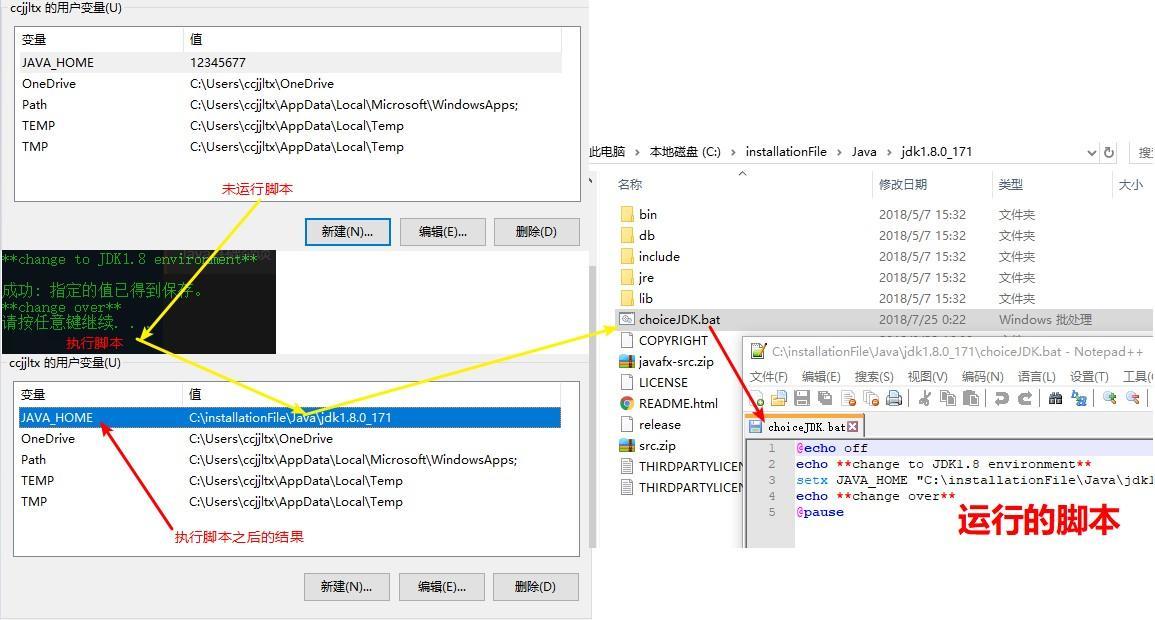 ccjjltx 的用户变量(U)
变量 值
JAVA_HOME 12345677
OneDrive C:\Users\ccjjltx\OneDrive
Path C:\Users\ccjjltx\AppData\Local\Microsoft\WindowsApps;
TEMP C:\Users\ccjjltx\AppData\Local\Temp
TMP C:\Users\ccjjltx\AppData\Local\Temp
未运行脚本
新建(N)... 编辑(E)... 删除(D)
**change to JDK1.8 environment**
成功: 指定的值已得到保存。
**change over**
请按任意键继续. . .
执行脚本
ccjjltx 的用户变量(U)
变量 值
JAVA_HOME C:\installationFile\Java\jdk1.8.0_171
OneDrive C:\Users\ccjjltx\OneDrive
Path C:\Users\ccjjltx\AppData\Local\Microsoft\WindowsApps;
TEMP C:\Users\ccjjltx\AppData\Local\Temp
TMP C:\Users\ccjjltx\AppData\Local\Temp
执行脚本之后的结果
新建(N)... 编辑(E)... 删除(D)
此电脑 › 本地磁盘 (C:) › installationFile › Java › jdk1.8.0_171
名称 修改日期 类型 大小
bin 2018/5/7 15:32 文件夹
db 2018/5/7 15:32 文件夹
include 2018/5/7 15:32 文件夹
jre 2018/5/7 15:32 文件夹
lib 2018/5/7 15:32 文件夹
choiceJDK.bat 2018/7/25 0:22 Windows 批处理
COPYRIGHT
javafx-src.zip
LICENSE
README.html
release
src.zip
THIRDPARTYLICEN
THIRDPARTYLICEN
C:\installationFile\Java\jdk1.8.0_171\choiceJDK.bat - Notepad++
文件(F) 编辑(E) 搜索(S) 视图(V) 编码(N) 语言(L) 设置(T) 工具(
choiceJDK.bat
1 @echo off
2 echo **change to JDK1.8 environment**
3 setx JAVA_HOME "C:\installationFile\Java\jdk1
4 echo **change over**
5 @pause
运行的脚本